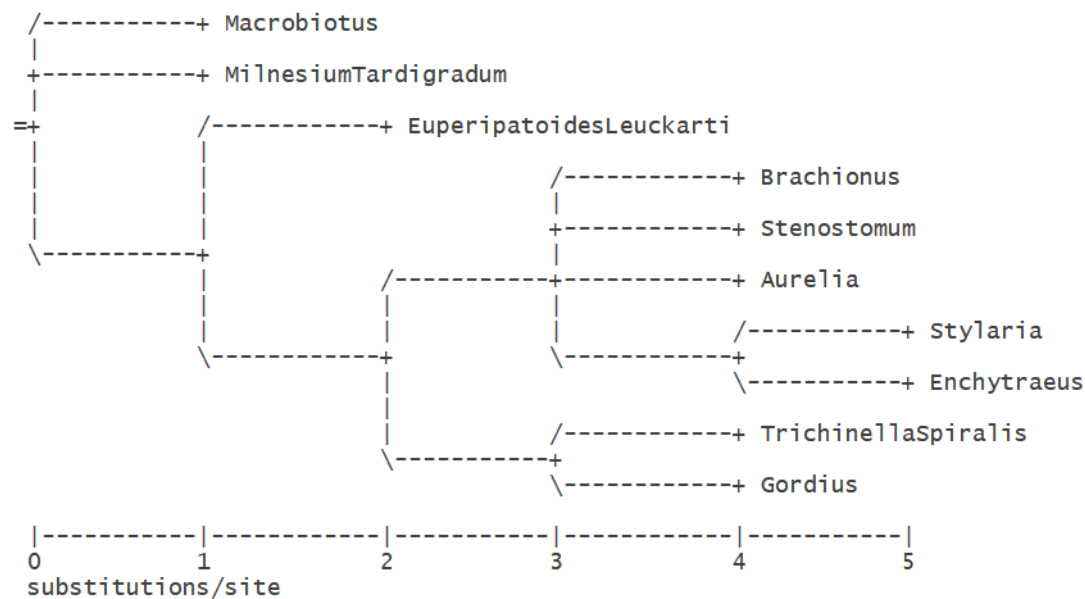 /-----------+ Macrobiotus
|
+-----------+ MilnesiumTardigradum
|
=+ /------------+ EuperipatoidesLeuckarti
| |
| | /------------+ Brachionus
| | |
| | +------------+ Stenostomum
\-----------+ |
| /-----------+------------+ Aurelia
| | |
| | | /-----------+ Stylaria
\------------+ \------------+
| \-----------+ Enchytraeus
|
| /------------+ TrichinellaSpiralis
\-----------+
\------------+ Gordius
|-----------|------------|-----------|------------|-----------|
0 1 2 3 4 5
substitutions/site